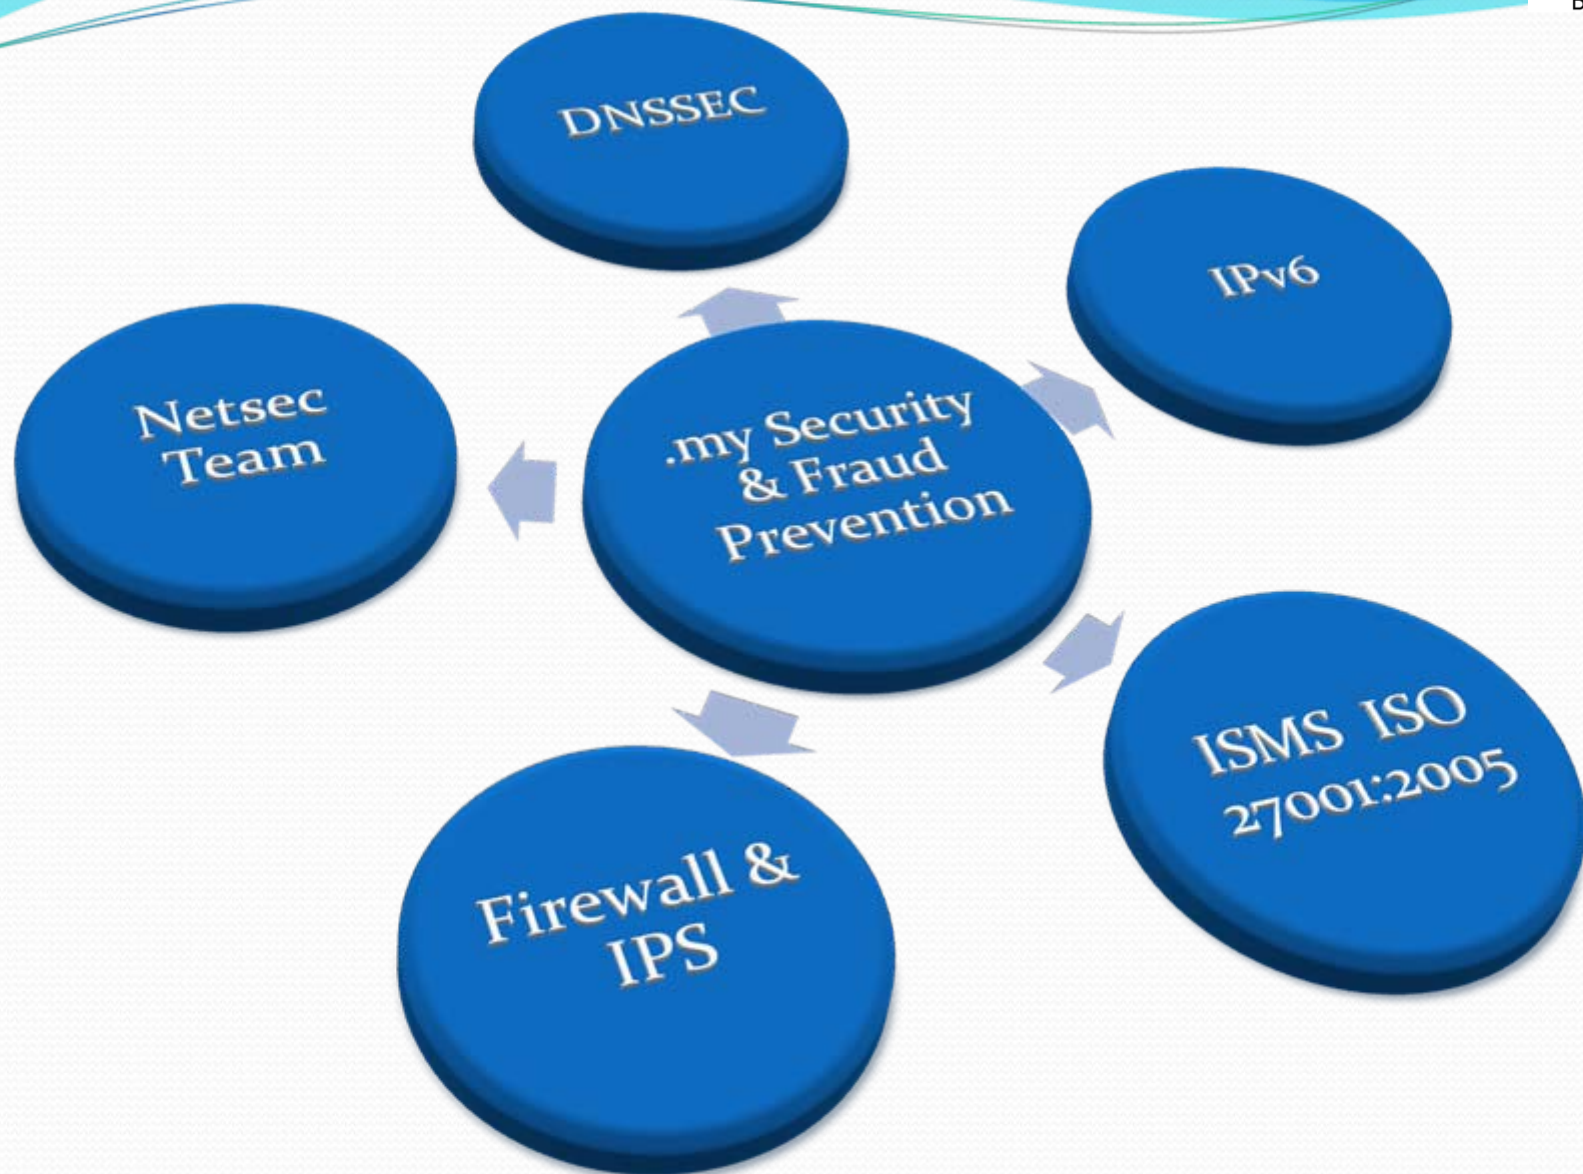 DNSSEC
IPv6
Netsec
Team
.my Security
& Fraud
Prevention
ISMS ISO
27001:2005
Firewall &
IPS